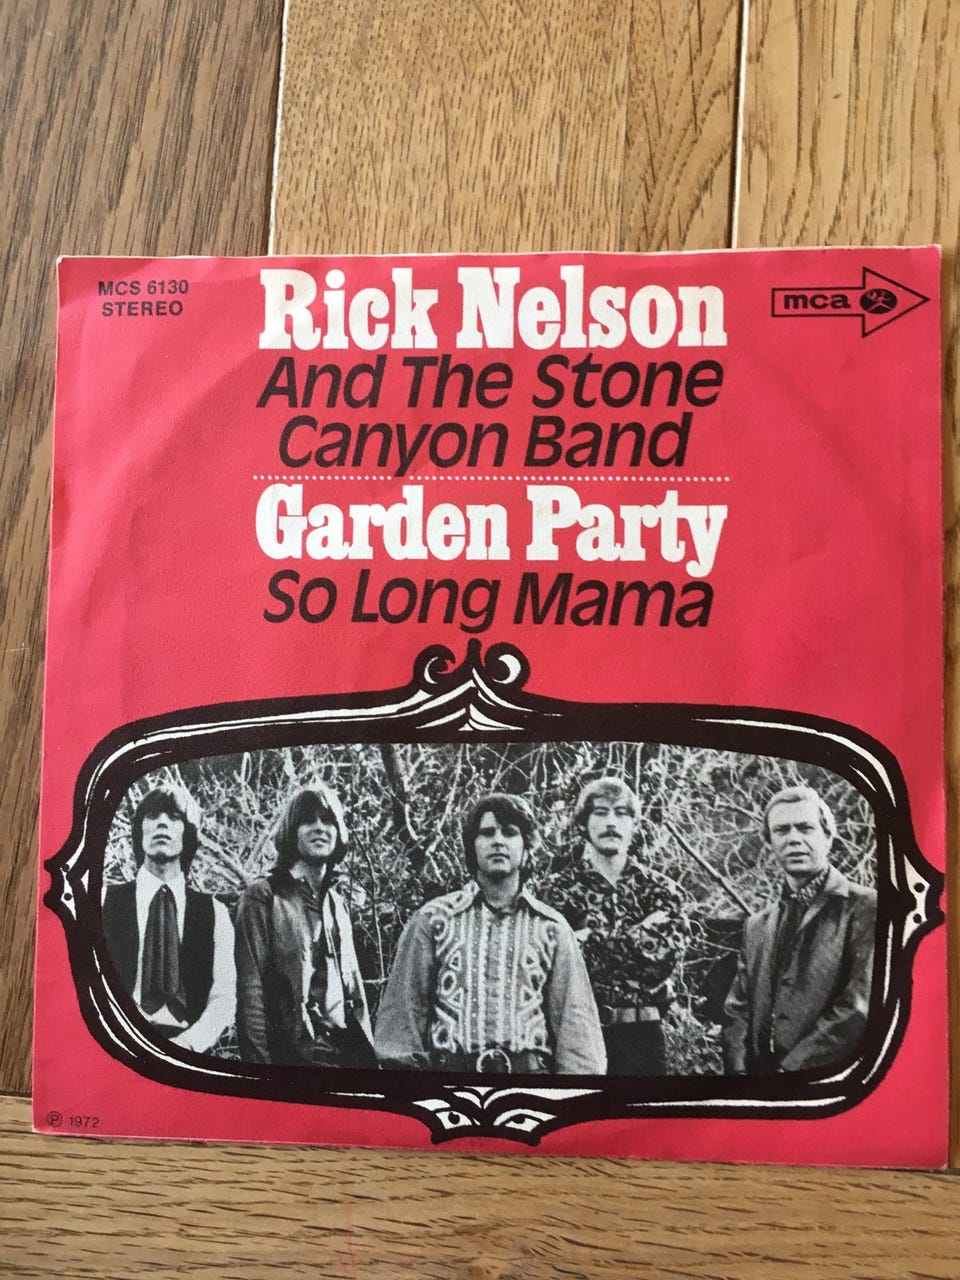 MCS 6130
STEREO
mca
Rick Nelson
And The Stone
Canyon Band
Garden Party
So Long Mama
℗ 1972